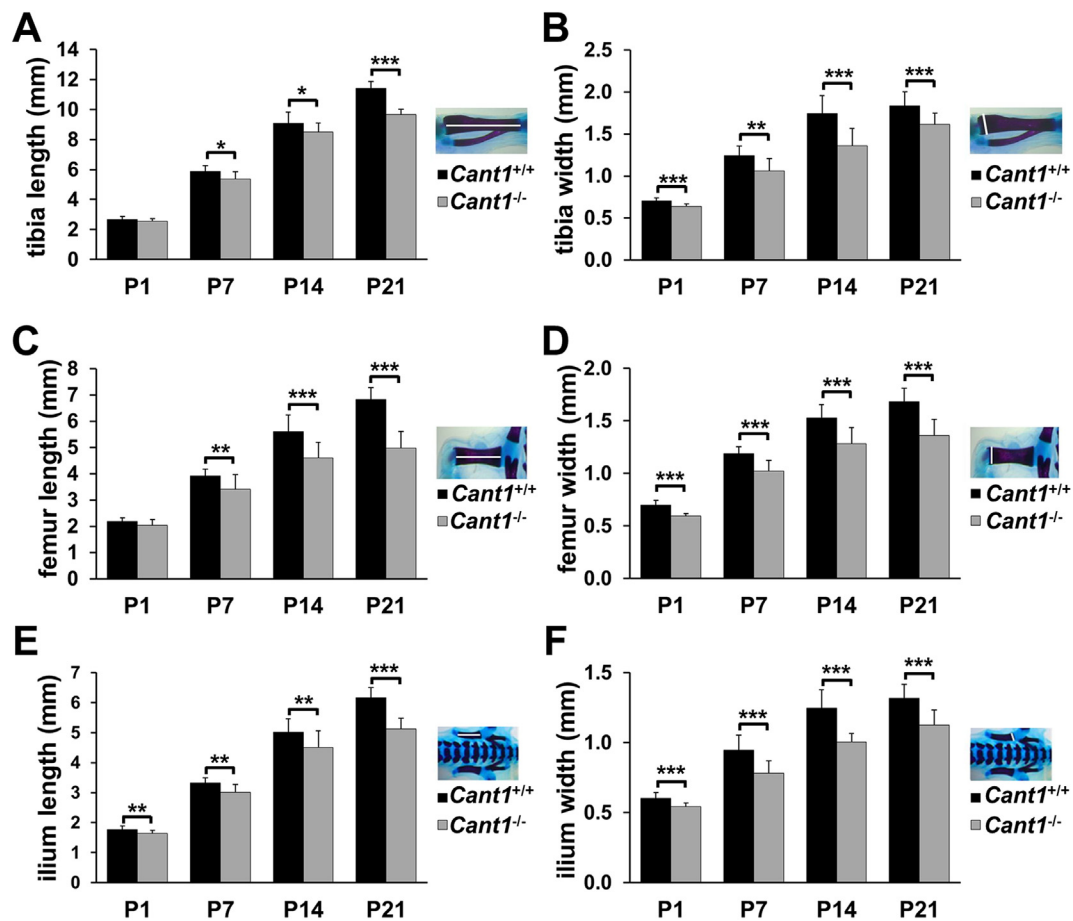 A
tibia length (mm)
14
12
10
8
6
4
2
0
*
*
***
P1 P7 P14 P21
Cant1+/+
Cant1-/-
B
tibia width (mm)
2.5
2.0
1.5
1.0
0.5
0.0
***
**
***
***
P1 P7 P14 P21
Cant1+/+
Cant1-/-
C
femur length (mm)
8
7
6
5
4
3
2
1
0
**
***
***
P1 P7 P14 P21
Cant1+/+
Cant1-/-
D
femur width (mm)
2.0
1.5
1.0
0.5
0.0
***
***
***
***
P1 P7 P14 P21
Cant1+/+
Cant1-/-
E
ilium length (mm)
7
6
5
4
3
2
1
0
**
**
**
***
P1 P7 P14 P21
Cant1+/+
Cant1-/-
F
ilium width (mm)
1.5
1.0
0.5
0.0
***
***
***
***
P1 P7 P14 P21
Cant1+/+
Cant1-/-